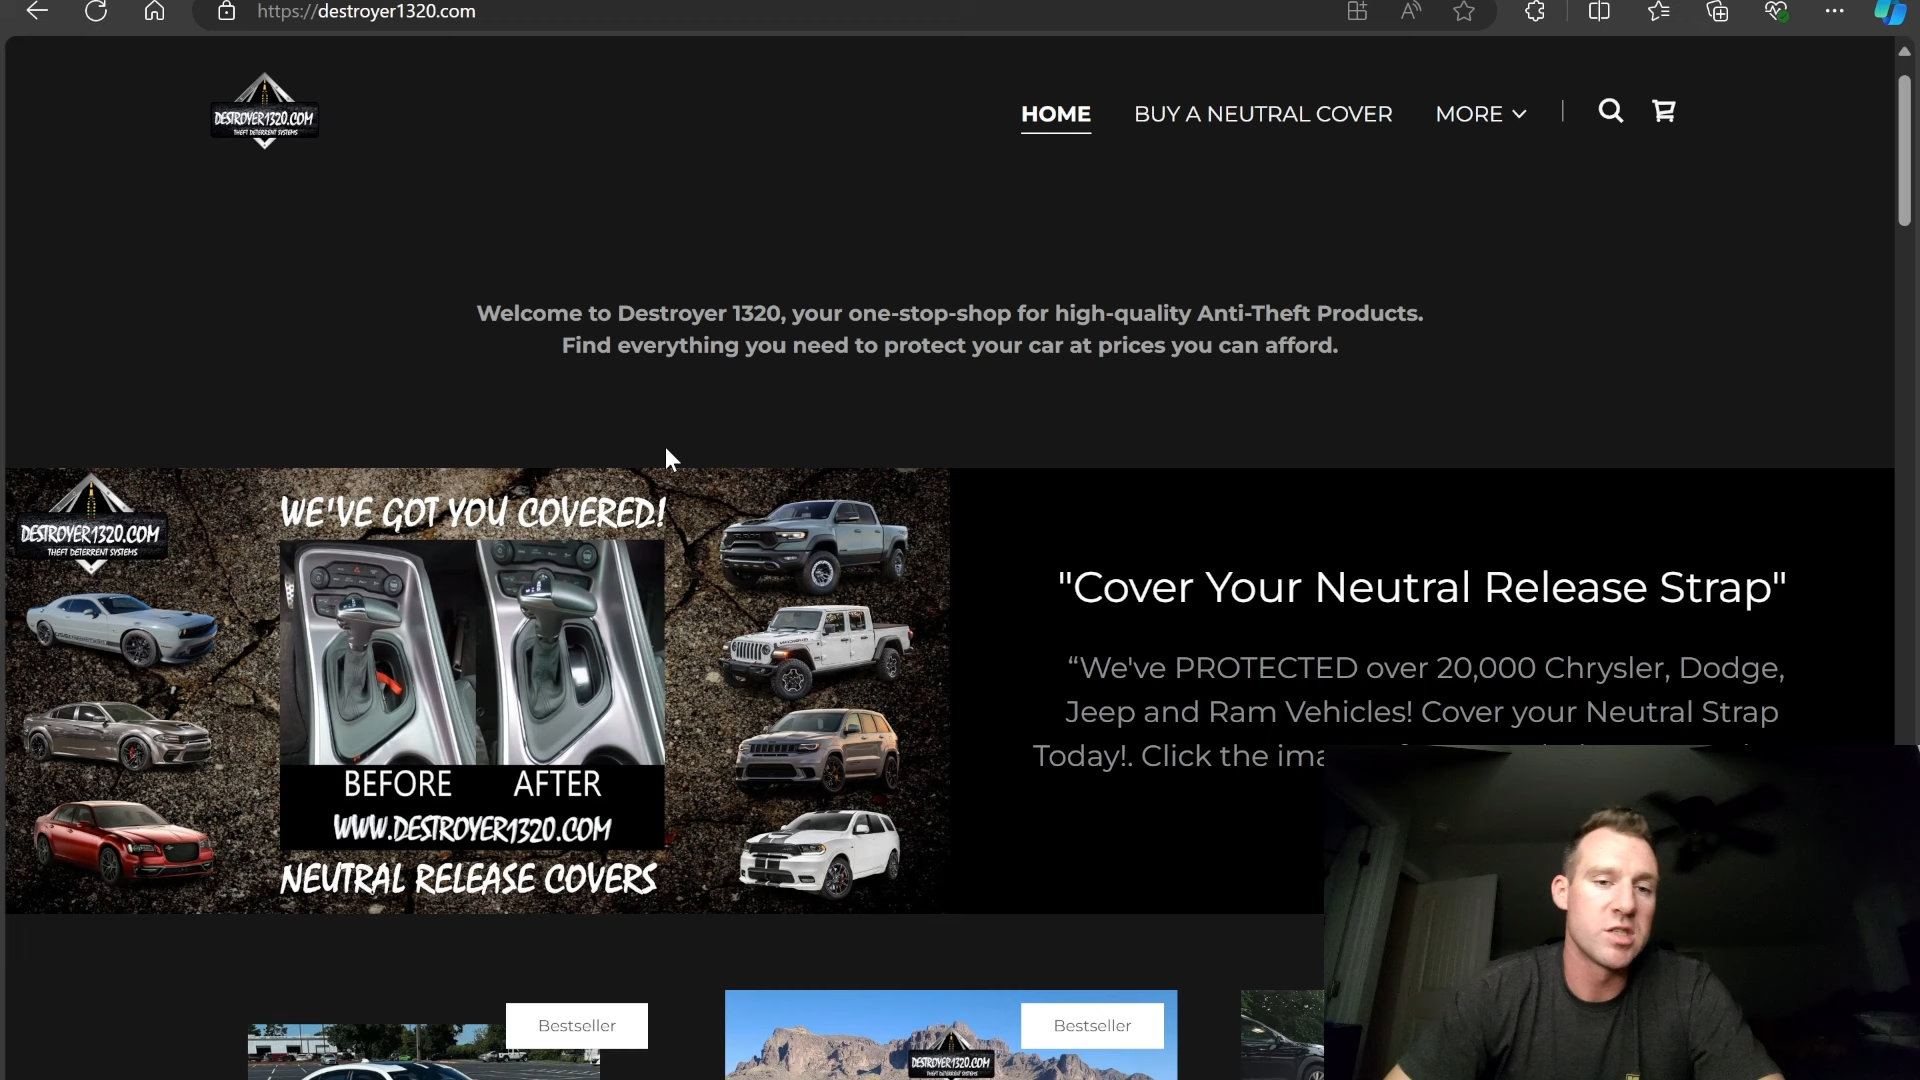 https://destroyer1320.com
DESTROYER1320.COM
THEFT DETERRENT SYSTEMS
HOME
BUY A NEUTRAL COVER
MORE
Welcome to Destroyer 1320, your one-stop-shop for high-quality Anti-Theft Products.
Find everything you need to protect your car at prices you can afford.
DESTROYER1320.COM
THEFT DETERRENT SYSTEMS
WE'VE GOT YOU COVERED!
BEFORE
AFTER
WWW.DESTROYER1320.COM
NEUTRAL RELEASE COVERS
"Cover Your Neutral Release Strap"
“We've PROTECTED over 20,000 Chrysler, Dodge,
Jeep and Ram Vehicles! Cover your Neutral Strap
Today!. Click the
Bestseller
Bestseller
DESTROYER1320.COM
THEFT DETERRENT SYSTEMS